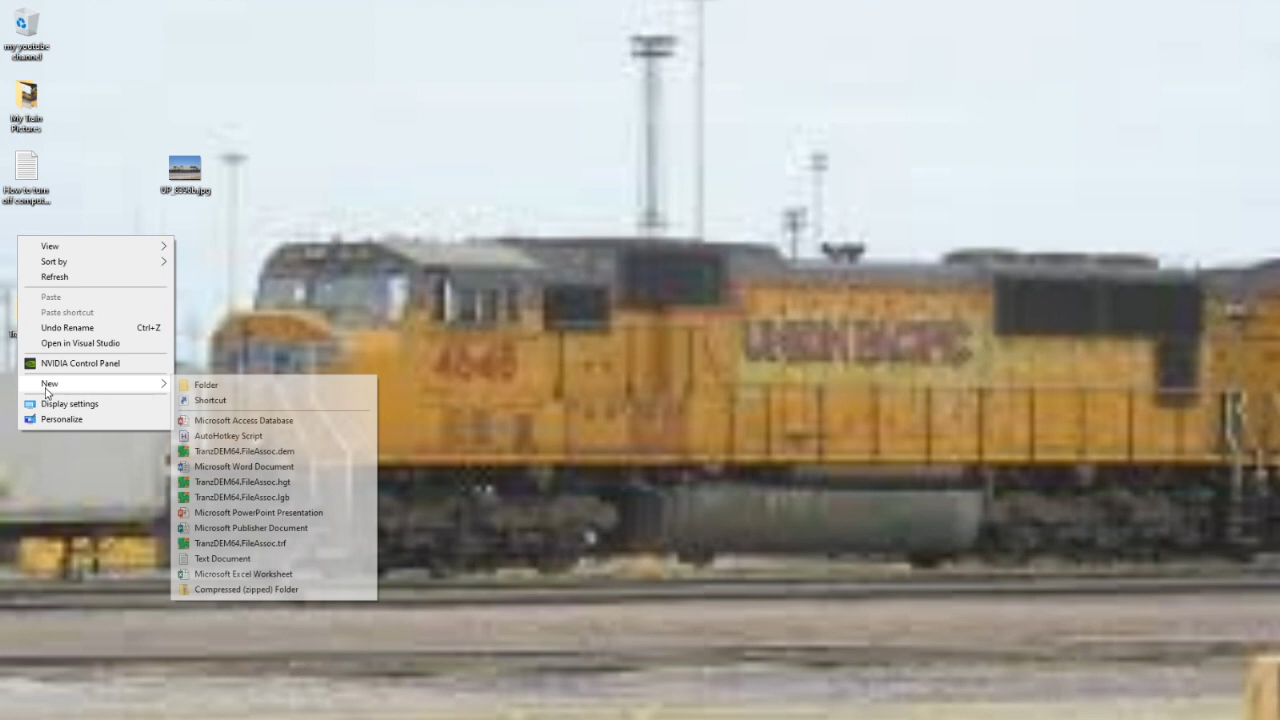 my youtube
channel
My Train
Pictures
How to turn
off comput...
UP_8396b.jpg
View
Sort by
Refresh
Paste
Paste shortcut
Undo Rename Ctrl+Z
Open in Visual Studio
NVIDIA Control Panel
New
Display settings
Personalize
Folder
Shortcut
Microsoft Access Database
AutoHotkey Script
TranzDEM64.FileAssoc.dem
Microsoft Word Document
TranzDEM64.FileAssoc.hgt
TranzDEM64.FileAssoc.lgb
Microsoft PowerPoint Presentation
Microsoft Publisher Document
TranzDEM64.FileAssoc.trf
Text Document
Microsoft Excel Worksheet
Compressed (zipped) Folder
UNION PACIFIC